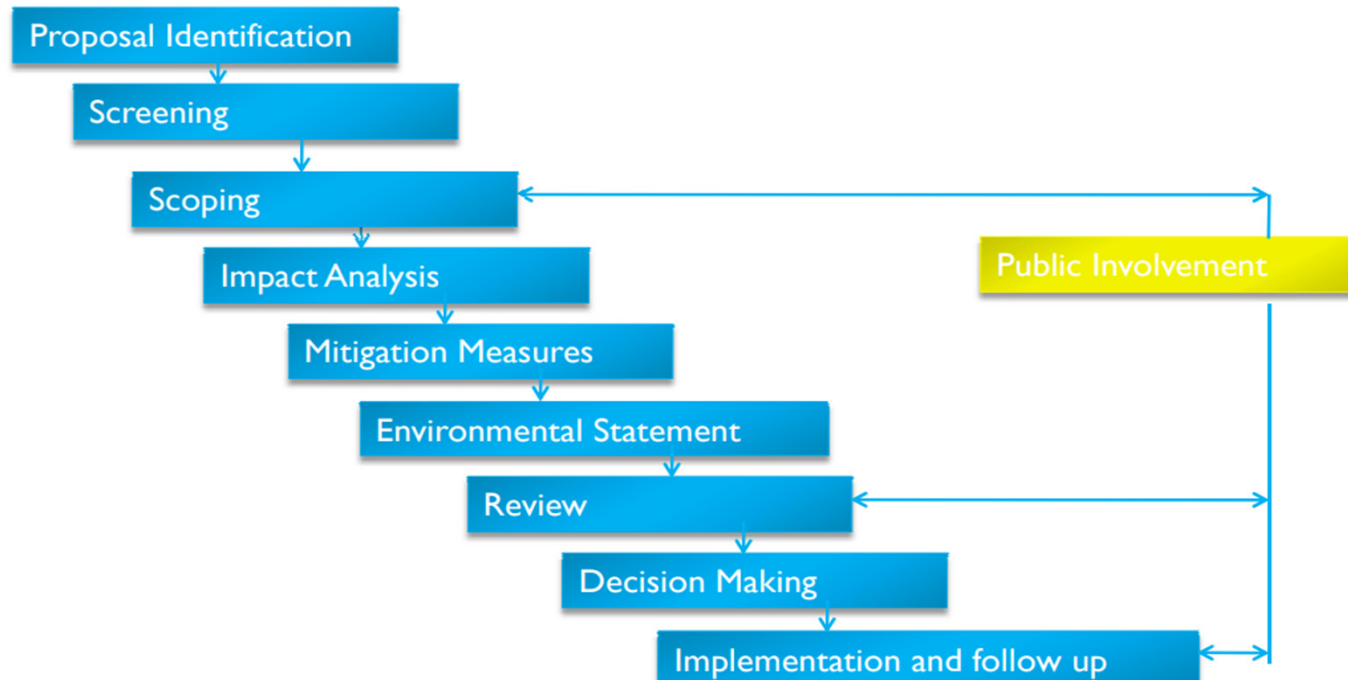 Proposal Identification
Screening
Scoping
Impact Analysis
Public Involvement
Mitigation Measures
Environmental Statement
Review
Decision Making
Implementation and follow up